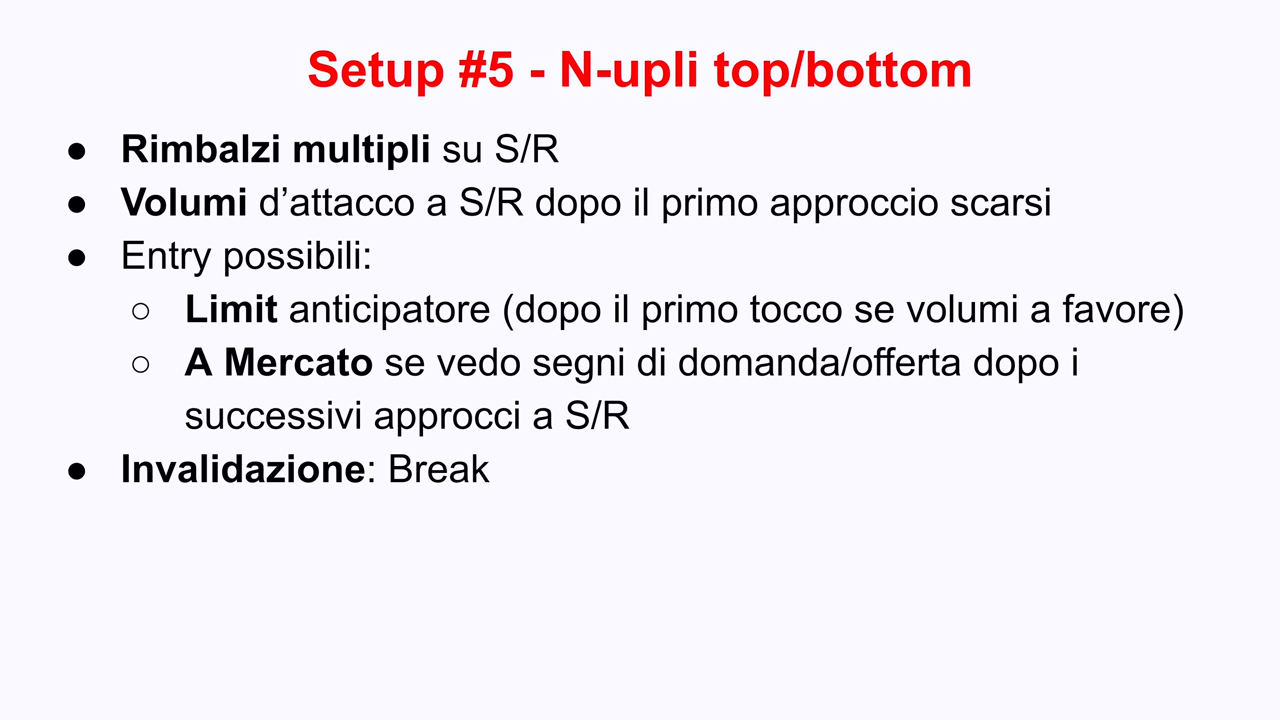 Setup #5 - N-upli top/bottom
● Rimbalzi multipli su S/R
● Volumi d’attacco a S/R dopo il primo approccio scarsi
● Entry possibili:
○ Limit anticipatore (dopo il primo tocco se volumi a favore)
○ A Mercato se vedo segni di domanda/offerta dopo i
successivi approcci a S/R
● Invalidazione: Break